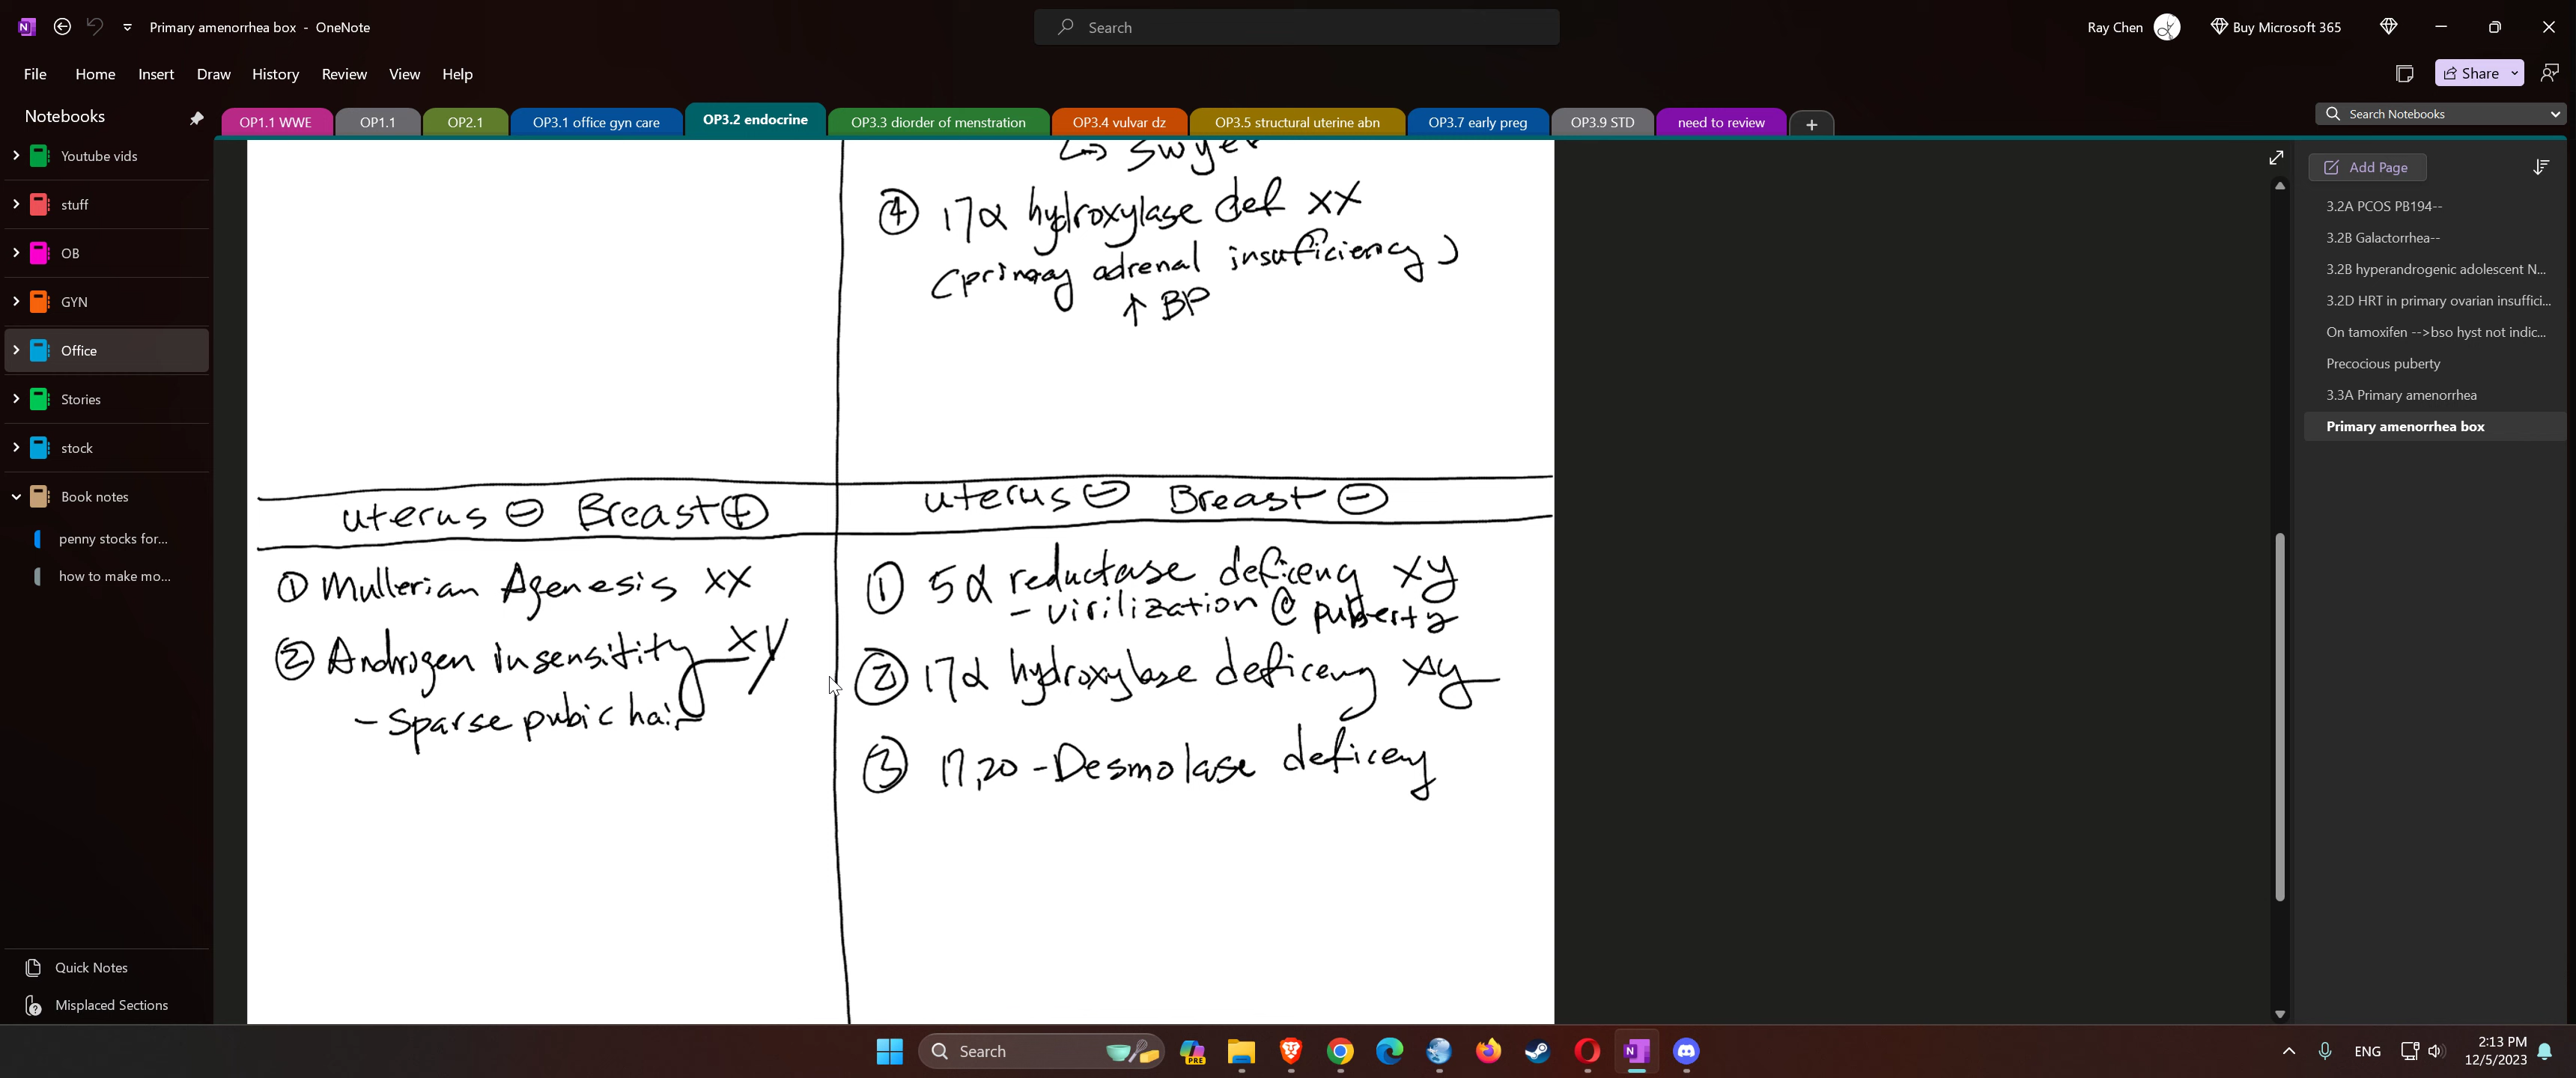 Primary amenorrhea box - OneNote
Search
Ray Chen
Buy Microsoft 365
File Home Insert Draw History Review View Help
Share
Notebooks
OP1.1 WWE
OP1.1
OP2.1
OP3.1 office gyn care
OP3.2 endocrine
OP3.3 diorder of menstration
OP3.4 vulvar dz
OP3.5 structural uterine abn
OP3.7 early preg
OP3.9 STD
need to review
+
Search Notebooks
Youtube vids
stuff
OB
GYN
Office
Stories
stock
Book notes
penny stocks for...
how to make mo...
Quick Notes
Misplaced Sections
↳ Swyer
④ 17α hydroxylase def XX
(primay adrenal insufficiency)
↑ BP
uterus ⊖ Breast ⊕
① Mullerian Agenesis XX
② Androgen insensitity XY
- Sparse pubic hair
uterus ⊖ Breast ⊖
① 5α reductase deficency XY
- virilization @ puberty
② 17α hydroxylase deficency XY
③ 17,20-Desmolase deficency
Add Page
3.2A PCOS PB194--
3.2B Galactorrhea--
3.2B hyperandrogenic adolescent N...
3.2D HRT in primary ovarian insuffici...
On tamoxifen -->bso hyst not indic...
Precocious puberty
3.3A Primary amenorrhea
Primary amenorrhea box
Search
PRE
ENG
2:13 PM
12/5/2023